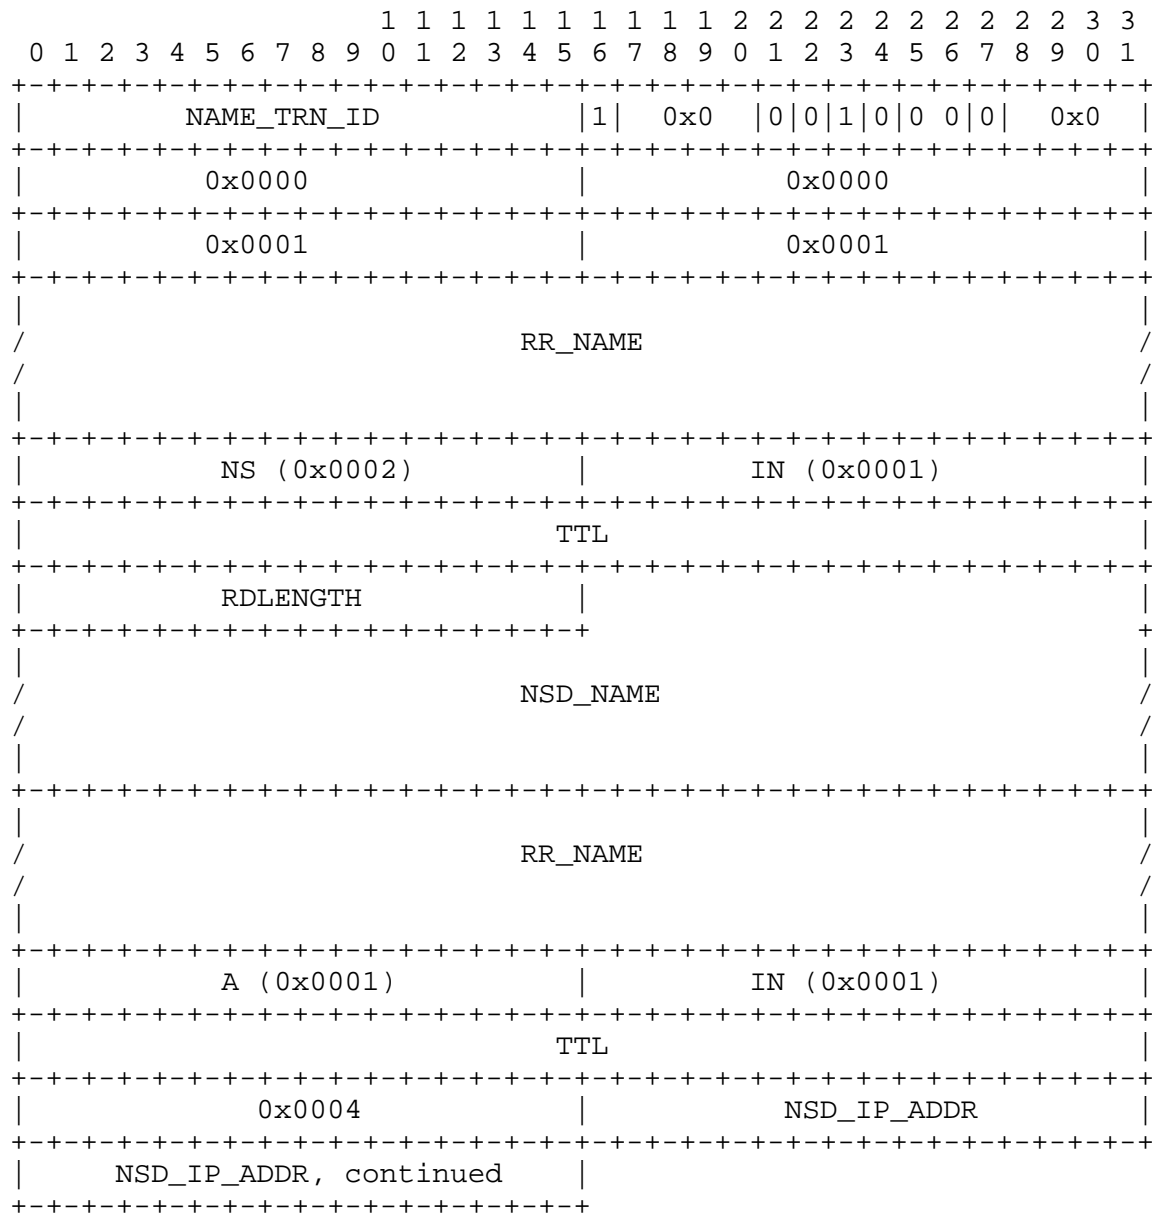 1 1 1 1 1 1 1 1 1 1 2 2 2 2 2 2 2 2 2 2 3 3
 0 1 2 3 4 5 6 7 8 9 0 1 2 3 4 5 6 7 8 9 0 1 2 3 4 5 6 7 8 9 0 1
+-+-+-+-+-+-+-+-+-+-+-+-+-+-+-+-+-+-+-+-+-+-+-+-+-+-+-+-+-+-+-+-+
|         NAME_TRN_ID           |1|  0x0  |0|0|1|0|0 0|0|  0x0  |
+-+-+-+-+-+-+-+-+-+-+-+-+-+-+-+-+-+-+-+-+-+-+-+-+-+-+-+-+-+-+-+-+
|          0x0000               |           0x0000              |
+-+-+-+-+-+-+-+-+-+-+-+-+-+-+-+-+-+-+-+-+-+-+-+-+-+-+-+-+-+-+-+-+
|          0x0001               |           0x0001              |
+-+-+-+-+-+-+-+-+-+-+-+-+-+-+-+-+-+-+-+-+-+-+-+-+-+-+-+-+-+-+-+-+
|                                                               |
/                            RR_NAME                            /
/                                                               /
|                                                               |
+-+-+-+-+-+-+-+-+-+-+-+-+-+-+-+-+-+-+-+-+-+-+-+-+-+-+-+-+-+-+-+-+
|           NS (0x0002)         |         IN (0x0001)           |
+-+-+-+-+-+-+-+-+-+-+-+-+-+-+-+-+-+-+-+-+-+-+-+-+-+-+-+-+-+-+-+-+
|                              TTL                              |
+-+-+-+-+-+-+-+-+-+-+-+-+-+-+-+-+-+-+-+-+-+-+-+-+-+-+-+-+-+-+-+-+
|           RDLENGTH            |                               |
+-+-+-+-+-+-+-+-+-+-+-+-+-+-+-+-+                               +
|                                                               |
/                            NSD_NAME                           /
/                                                               /
|                                                               |
+-+-+-+-+-+-+-+-+-+-+-+-+-+-+-+-+-+-+-+-+-+-+-+-+-+-+-+-+-+-+-+-+
|                                                               |
/                            RR_NAME                            /
/                                                               /
|                                                               |
+-+-+-+-+-+-+-+-+-+-+-+-+-+-+-+-+-+-+-+-+-+-+-+-+-+-+-+-+-+-+-+-+
|           A (0x0001)          |         IN (0x0001)           |
+-+-+-+-+-+-+-+-+-+-+-+-+-+-+-+-+-+-+-+-+-+-+-+-+-+-+-+-+-+-+-+-+
|                              TTL                              |
+-+-+-+-+-+-+-+-+-+-+-+-+-+-+-+-+-+-+-+-+-+-+-+-+-+-+-+-+-+-+-+-+
|             0x0004            |           NSD_IP_ADDR         |
+-+-+-+-+-+-+-+-+-+-+-+-+-+-+-+-+-+-+-+-+-+-+-+-+-+-+-+-+-+-+-+-+
|     NSD_IP_ADDR, continued    |
+-+-+-+-+-+-+-+-+-+-+-+-+-+-+-+-+